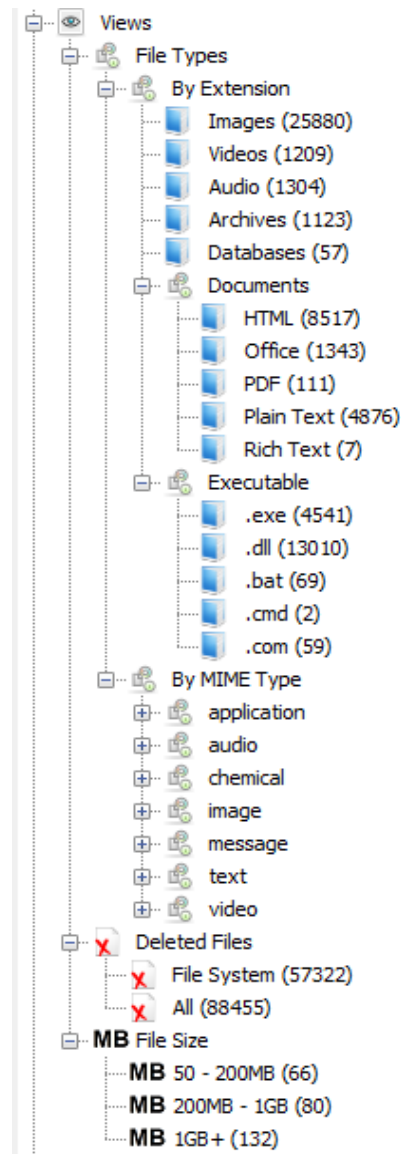 Views
File Types
By Extension
Images (25880)
Videos (1209)
Audio (1304)
Archives (1123)
Databases (57)
Documents
HTML (8517)
Office (1343)
PDF (111)
Plain Text (4876)
Rich Text (7)
Executable
.exe (4541)
.dll (13010)
.bat (69)
.cmd (2)
.com (59)
By MIME Type
application
audio
chemical
image
message
text
video
Deleted Files
File System (57322)
All (88455)
MB File Size
MB 50 - 200MB (66)
MB 200MB - 1GB (80)
MB 1GB+ (132)